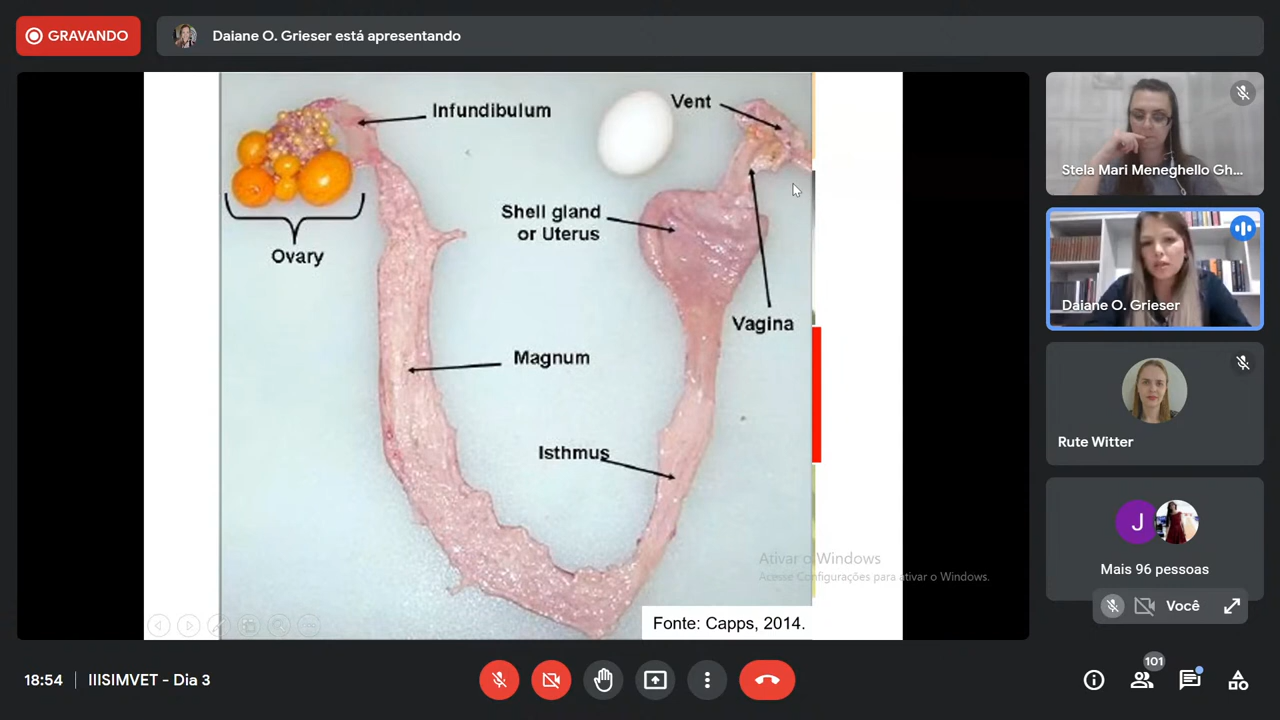 GRAVANDO
Daiane O. Grieser está apresentando
Infundibulum
Vent
Shell gland
or Uterus
Ovary
Vagina
Magnum
Isthmus
Ativar o Windows
Acesse Configurações para ativar o Windows.
Fonte: Capps, 2014.
Stela Mari Meneghello Gh...
Daiane O. Grieser
Rute Witter
J
Mais 96 pessoas
Você
18:54
IIISIMVET - Dia 3
101